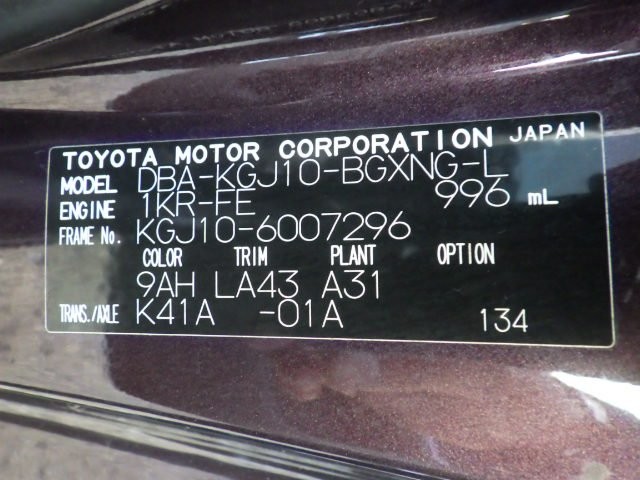 TOYOTA MOTOR CORPORATION JAPAN
MODEL DBA-KGJ10-BGXNG-L
ENGINE 1KR-FE 996 mL
FRAME No. KGJ10-6007296
COLOR TRIM PLANT OPTION
9AH LA43 A31
TRANS./AXLE K41A -01A 134